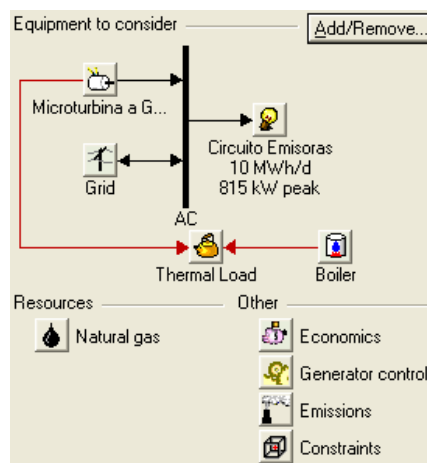 Equipment to consider
Add/Remove...
Microturbina a G...
Grid
Circuito Emisoras
10 MWh/d
815 kW peak
AC
Thermal Load
Boiler
Resources
Other
Natural gas
Economics
Generator control
Emissions
Constraints